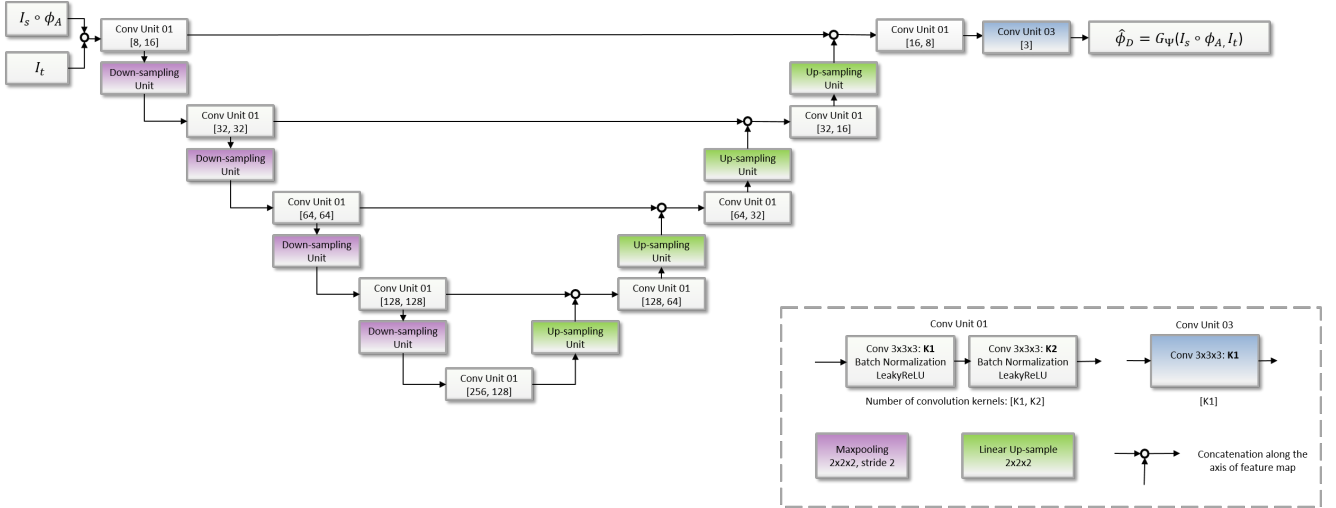 I_s ∘ ϕ_A
I_t
Conv Unit 01
[8, 16]
Down-sampling
Unit
Conv Unit 01
[32, 32]
Down-sampling
Unit
Conv Unit 01
[64, 64]
Down-sampling
Unit
Conv Unit 01
[128, 128]
Down-sampling
Unit
Conv Unit 01
[256, 128]
Up-sampling
Unit
Conv Unit 01
[128, 64]
Up-sampling
Unit
Conv Unit 01
[64, 32]
Up-sampling
Unit
Conv Unit 01
[32, 16]
Up-sampling
Unit
Conv Unit 01
[16, 8]
Conv Unit 03
[3]
ϕ̂_D = G_Ψ(I_s ∘ ϕ_A, I_t)
Conv Unit 01
Conv 3x3x3: K1
Batch Normalization
LeakyReLU
Conv 3x3x3: K2
Batch Normalization
LeakyReLU
Number of convolution kernels: [K1, K2]
Conv Unit 03
Conv 3x3x3: K1
[K1]
Maxpooling
2x2x2, stride 2
Linear Up-sample
2x2x2
Concatenation along the
axis of feature map